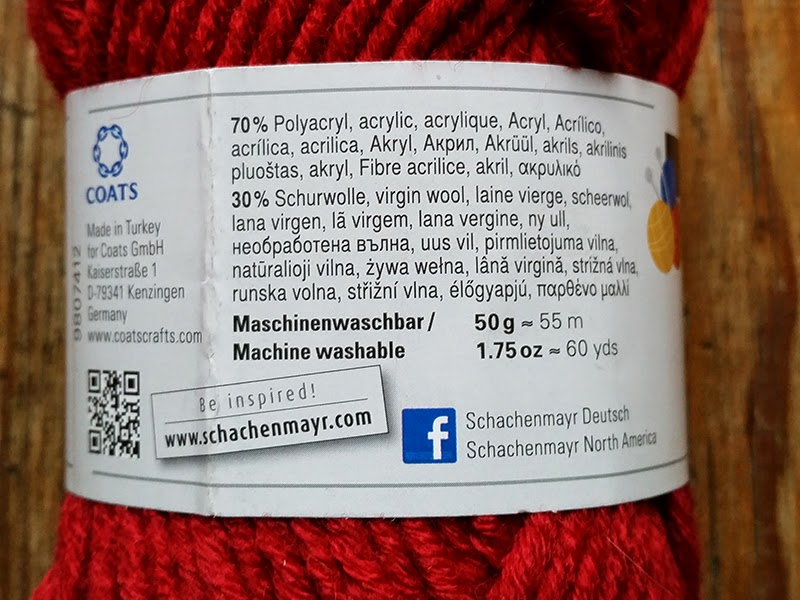 COATS
Made in Turkey
for Coats GmbH
Kaiserstraße 1
D-79341 Kenzingen
Germany
www.coatscrafts.com
9807412
70% Polyacryl, acrylic, acrylique, Acryl, Acrílico,
acrílica, acrilica, Akryl, Акрил, Akrüül, akrils, akrilinis
pluoštas, akryl, Fibre acrilice, akril, ακρυλικό
30% Schurwolle, virgin wool, laine vierge, scheerwol,
lana virgen, lã virgem, lana vergine, ny ull,
необработена вълна, uus vil, pirmlietojuma vilna,
natūralioji vilna, żywa wełna, lână virgină, strižná vlna,
runska volna, střižní vlna, élőgyapjú, παρθένο μαλλί
Maschinenwaschbar / 50 g ≈ 55 m
Machine washable 1.75 oz ≈ 60 yds
Be inspired!
www.schachenmayr.com
f
Schachenmayr Deutsch
Schachenmayr North America